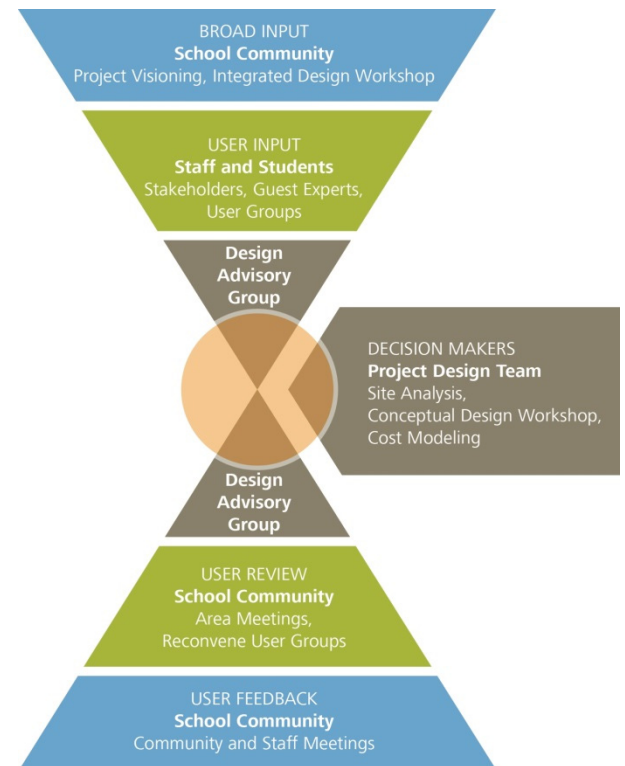 BROAD INPUT
School Community
Project Visioning, Integrated Design Workshop
USER INPUT
Staff and Students
Stakeholders, Guest Experts,
User Groups
Design
Advisory
Group
DECISION MAKERS
Project Design Team
Site Analysis,
Conceptual Design Workshop,
Cost Modeling
Design
Advisory
Group
USER REVIEW
School Community
Area Meetings,
Reconvene User Groups
USER FEEDBACK
School Community
Community and Staff Meetings